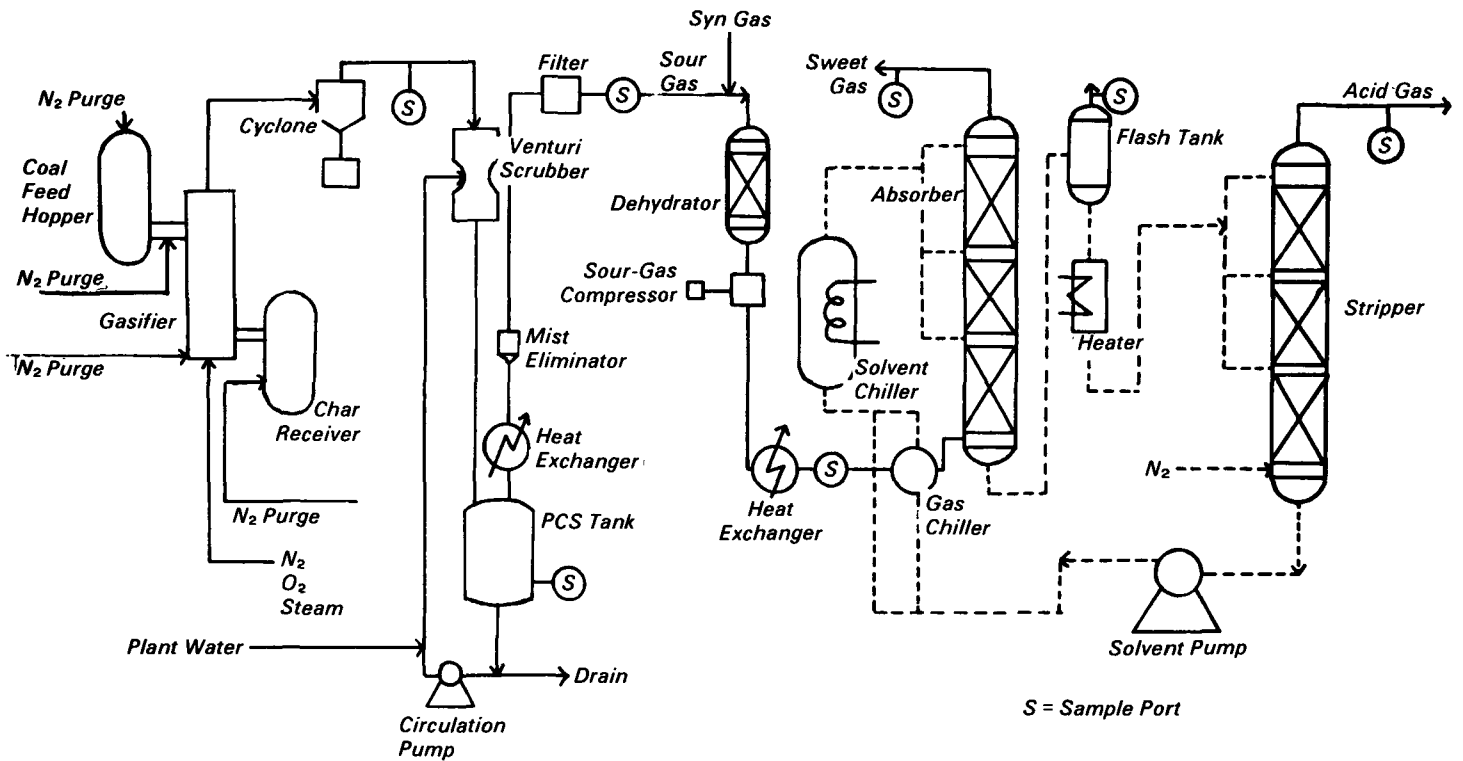 Syn Gas
Filter
Sour
Gas
Sweet
Gas
S
S
S
S
Acid Gas
S
N₂ Purge
Cyclone
Flash Tank
Coal
Feed
Hopper
Venturi
Scrubber
Dehydrator
Absorber
N₂ Purge
Sour-Gas
Compressor
Gasifier
Stripper
Mist
Eliminator
Heater
N₂ Purge
Solvent
Chiller
Char
Receiver
Heat
Exchanger
S
N₂
N₂ Purge
PCS Tank
Heat
Exchanger
Gas
Chiller
N₂
O₂
Steam
S
Plant Water
Solvent Pump
Drain
S = Sample Port
Circulation
Pump